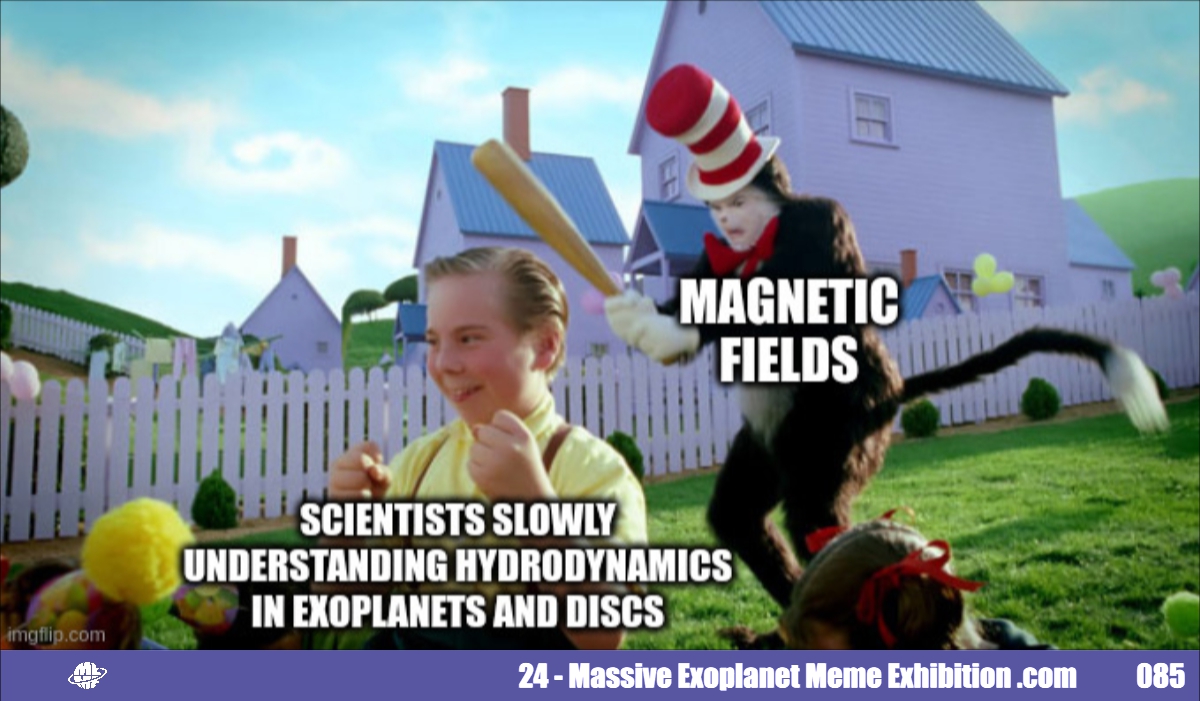 MAGNETIC
FIELDS
SCIENTISTS SLOWLY
UNDERSTANDING HYDRODYNAMICS
IN EXOPLANETS AND DISCS
imgflip.com
24 - Massive Exoplanet Meme Exhibition .com
085